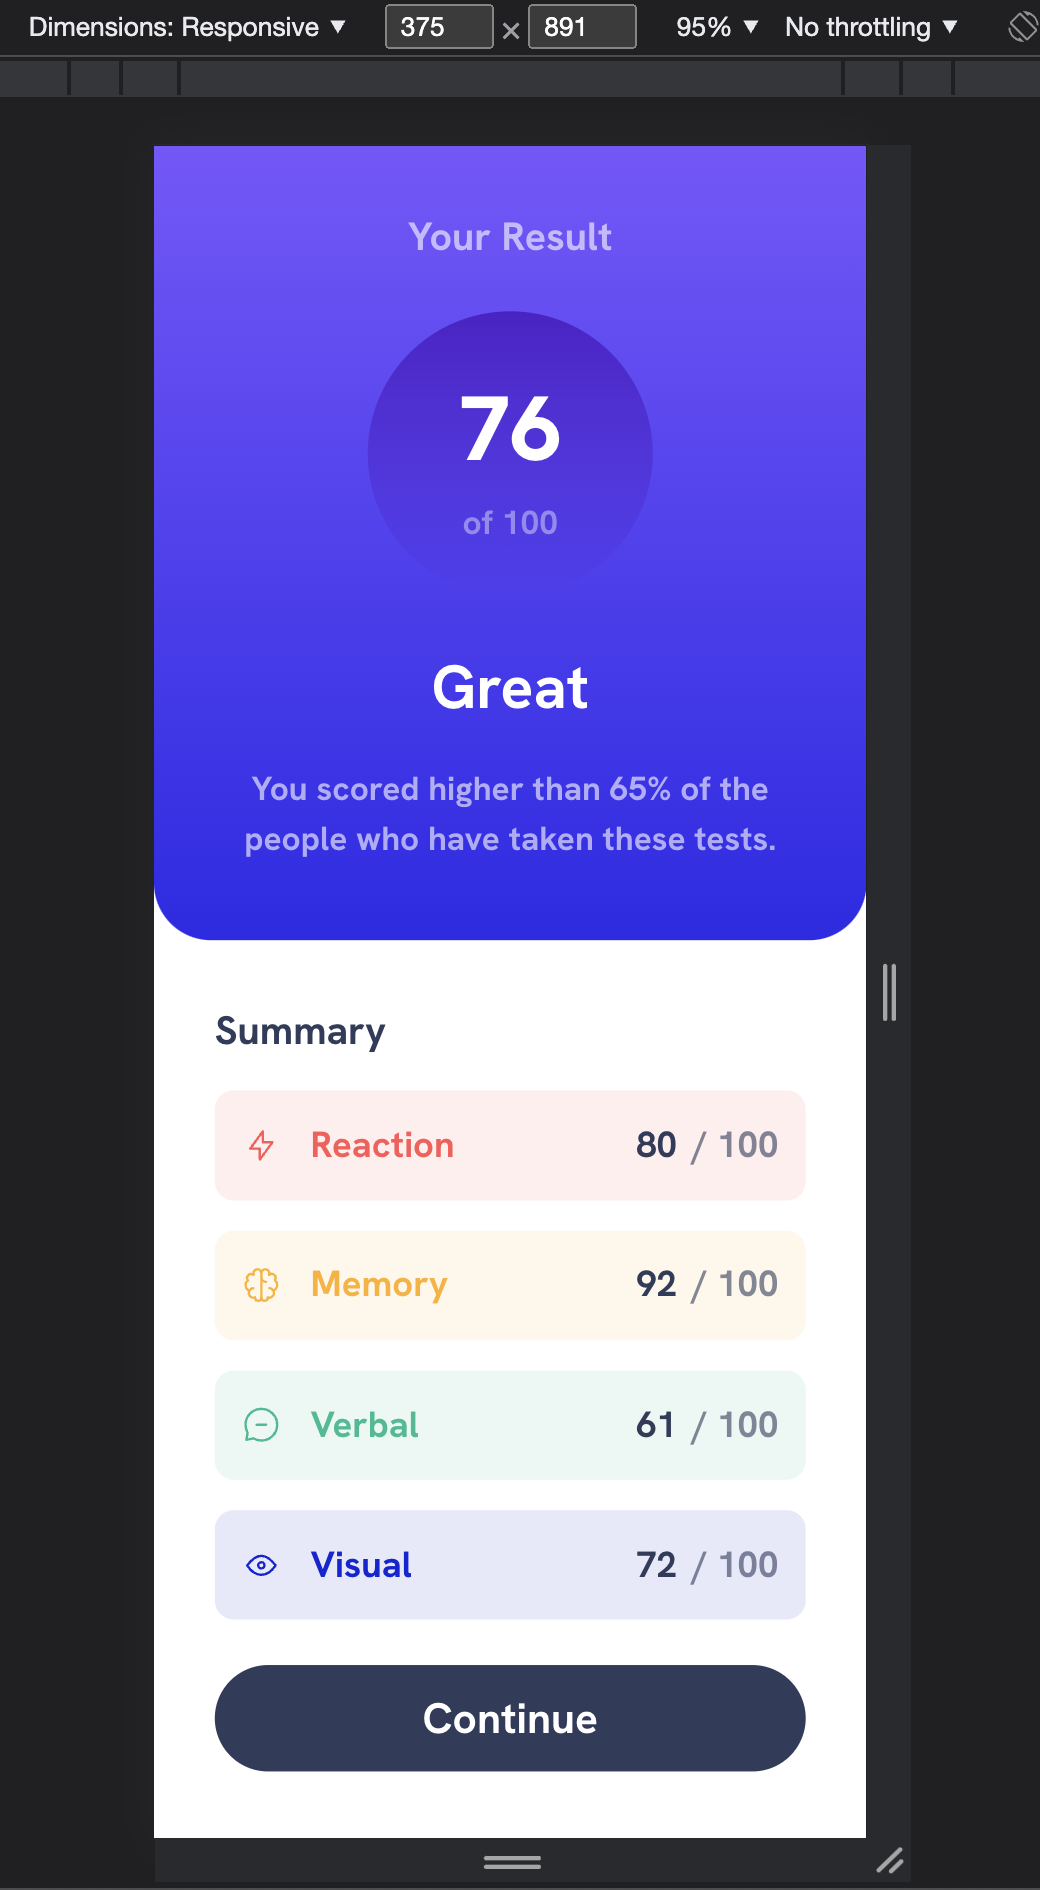 Dimensions: Responsive ▼ 375 × 891 95% ▼ No throttling ▼
Your Result
76
of 100
Great
You scored higher than 65% of the
people who have taken these tests.
Summary
Reaction 80 / 100
Memory 92 / 100
Verbal 61 / 100
Visual 72 / 100
Continue